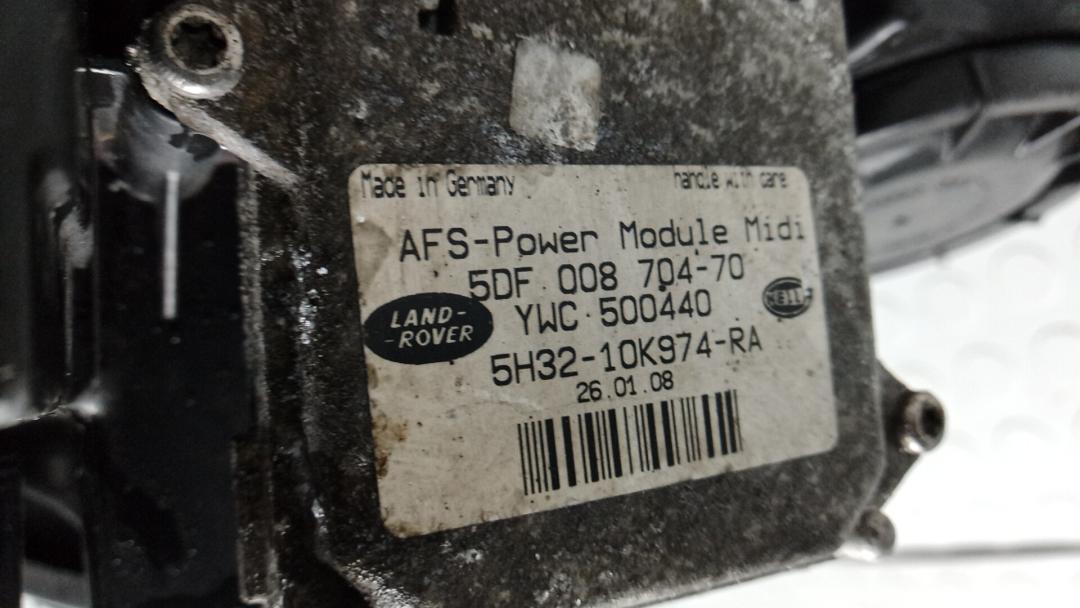 Made in Germany handle with care
AFS-Power Module Midi
5DF 008 704-70
YWC 500440
LAND-
-ROVER
HELLA
5H32-10K974-RA
26.01.08